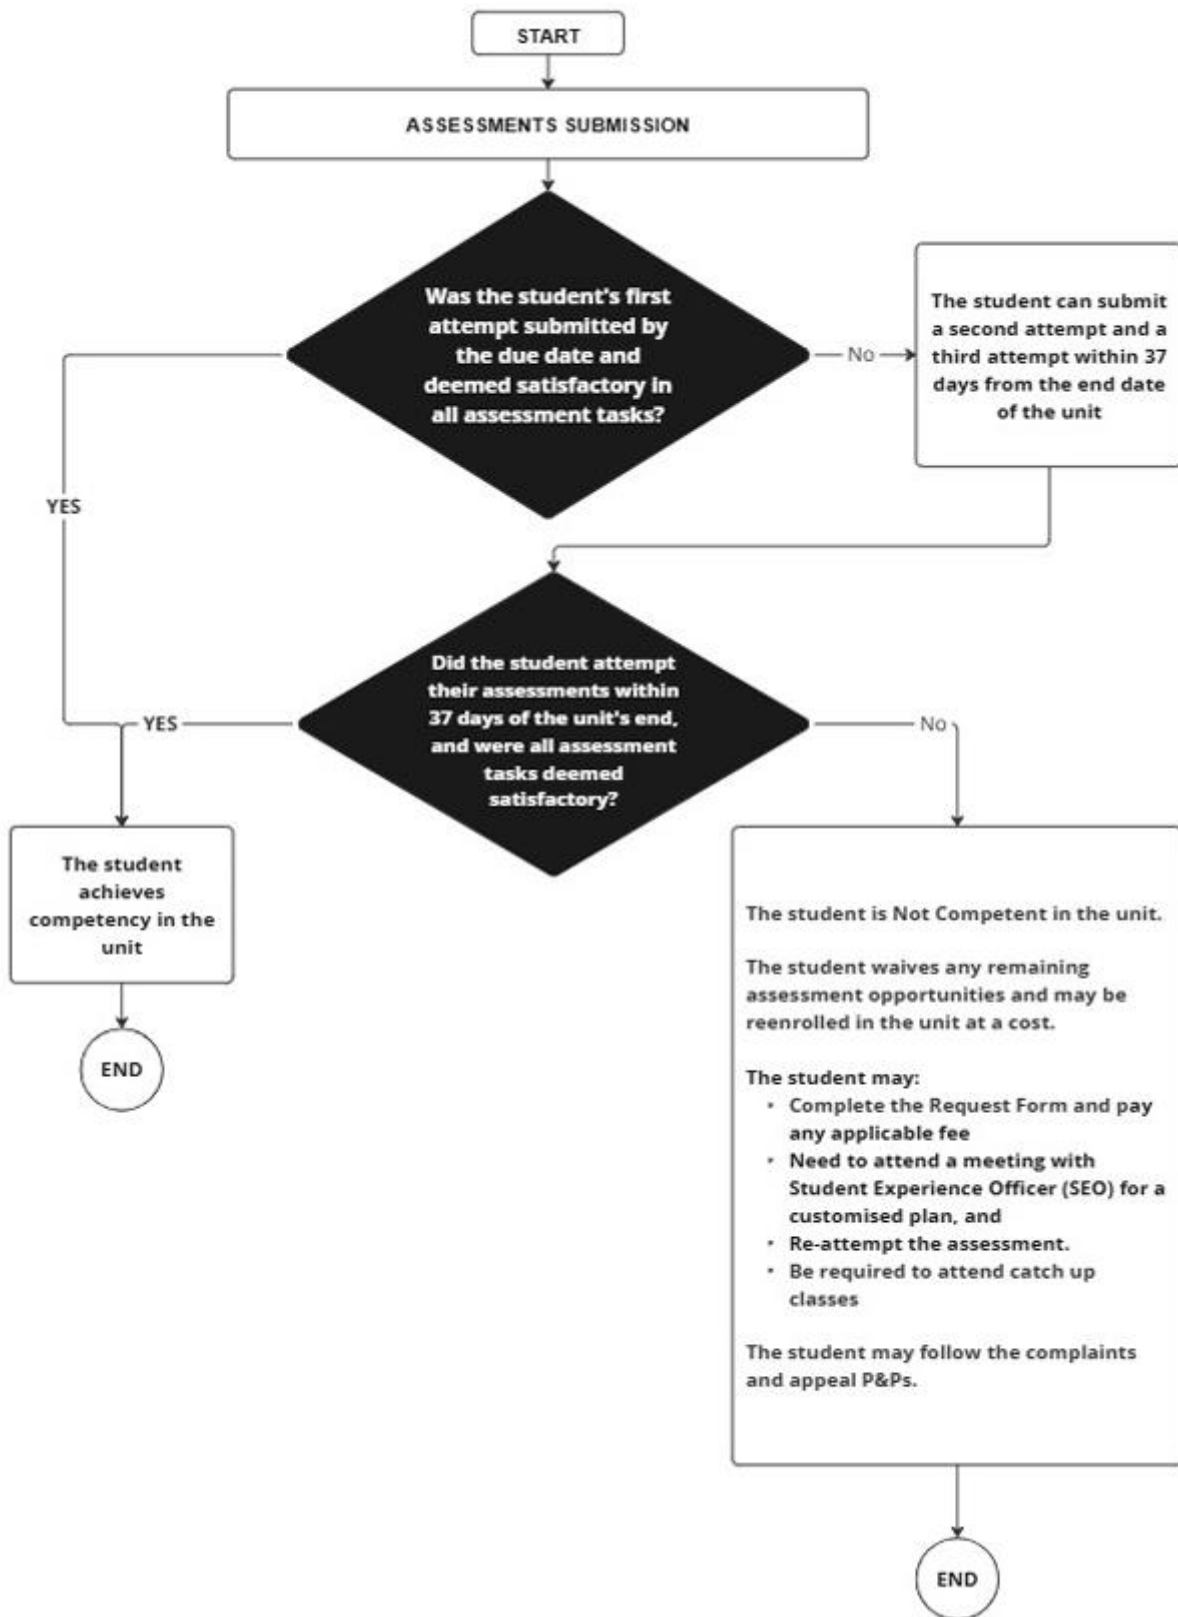 START
ASSESSMENTS SUBMISSION
Was the student's first
attempt submitted by
the due date and
deemed satisfactory in
all assessment tasks?
No
The student can submit
a second attempt and a
third attempt within 37
days from the end date
of the unit
YES
Did the student attempt
their assessments within
37 days of the unit's end,
and were all assessment
tasks deemed
satisfactory?
YES
No
The student
achieves
competency in the
unit
END
The student is Not Competent in the unit.
The student waives any remaining
assessment opportunities and may be
reenrolled in the unit at a cost.
The student may:
• Complete the Request Form and pay
any applicable fee
• Need to attend a meeting with
Student Experience Officer (SEO) for a
customised plan, and
• Re-attempt the assessment.
• Be required to attend catch up
classes
The student may follow the complaints
and appeal P&Ps.
END